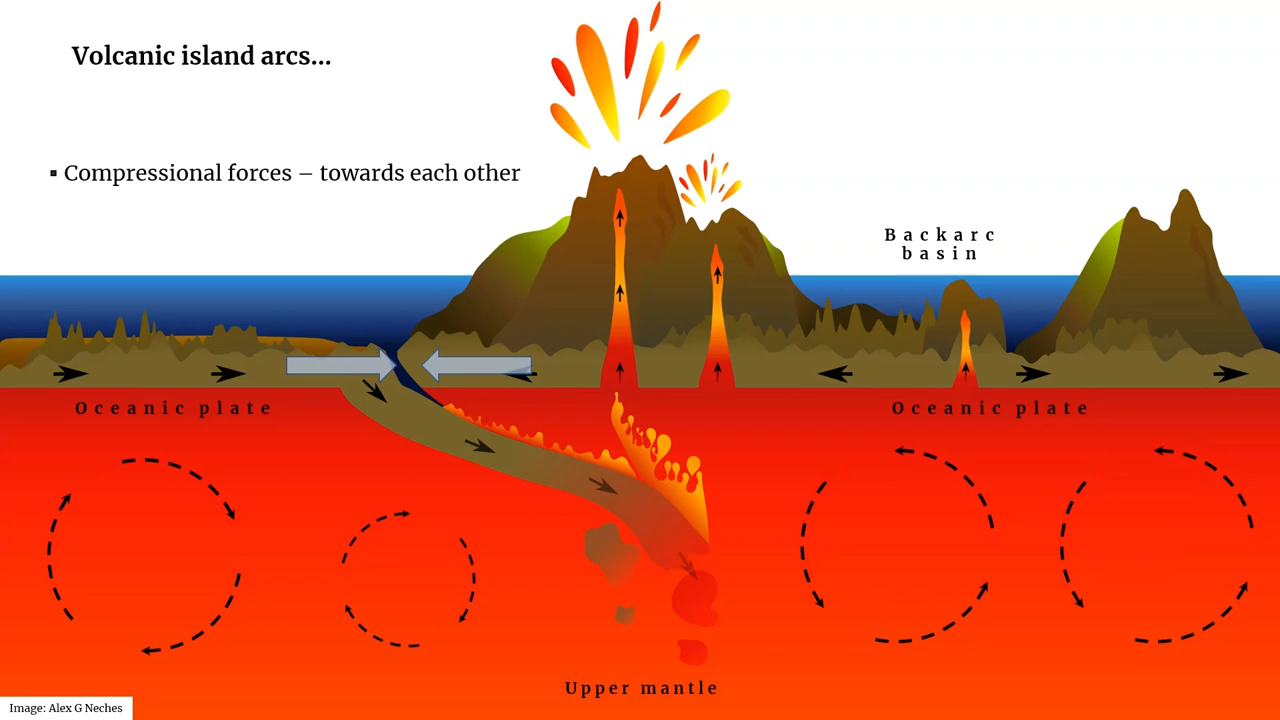 Volcanic island arcs...
▪ Compressional forces – towards each other
Backarc
basin
Oceanic plate
Oceanic plate
Upper mantle
Image: Alex G Neches